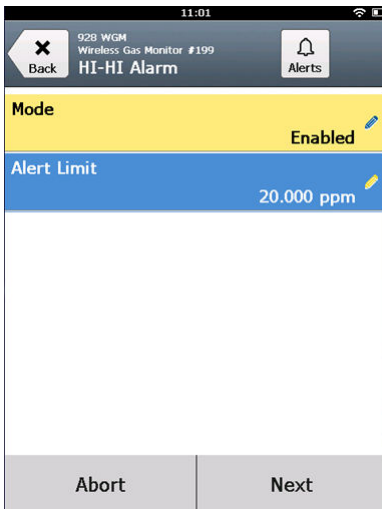 11:01
928 WGM
Wireless Gas Monitor #199
HI-HI Alarm
Back
Alerts
Mode
Enabled
Alert Limit
20.000 ppm
Abort
Next